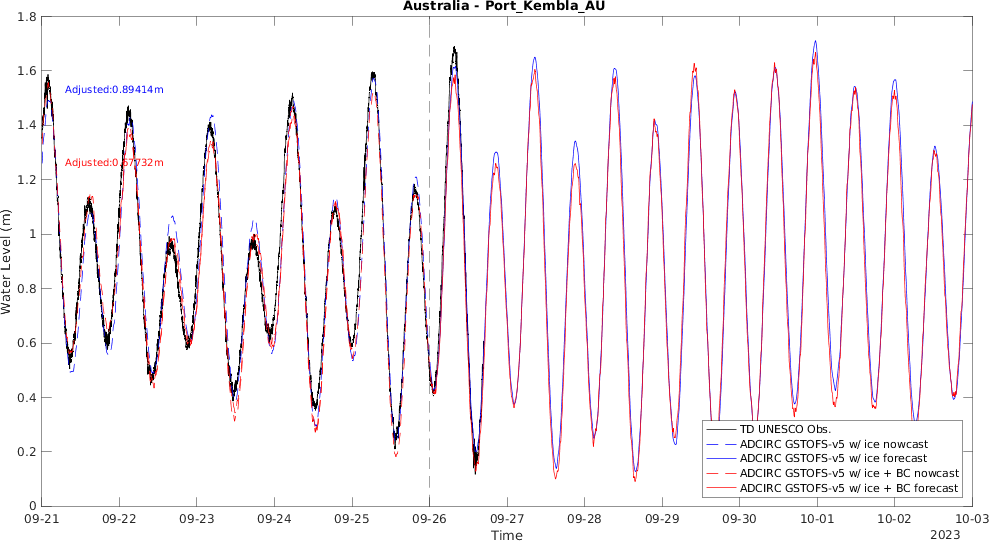 Australia - Port_Kembla_AU
1.8
1.6
1.4
1.2
1
0.8
0.6
0.4
0.2
0
Water Level (m)
Adjusted:0.89414m
TD UNESCO Obs.
ADCIRC GSTOFS-v5 w/ ice nowcast
ADCIRC GSTOFS-v5 w/ ice forecast
ADCIRC GSTOFS-v5 w/ ice + BC nowcast
ADCIRC GSTOFS-v5 w/ ice + BC forecast
09-21 09-22 09-23 09-24 09-25 09-26 09-27 09-28 09-29 09-30 10-01 10-02 10-03
Time
2023